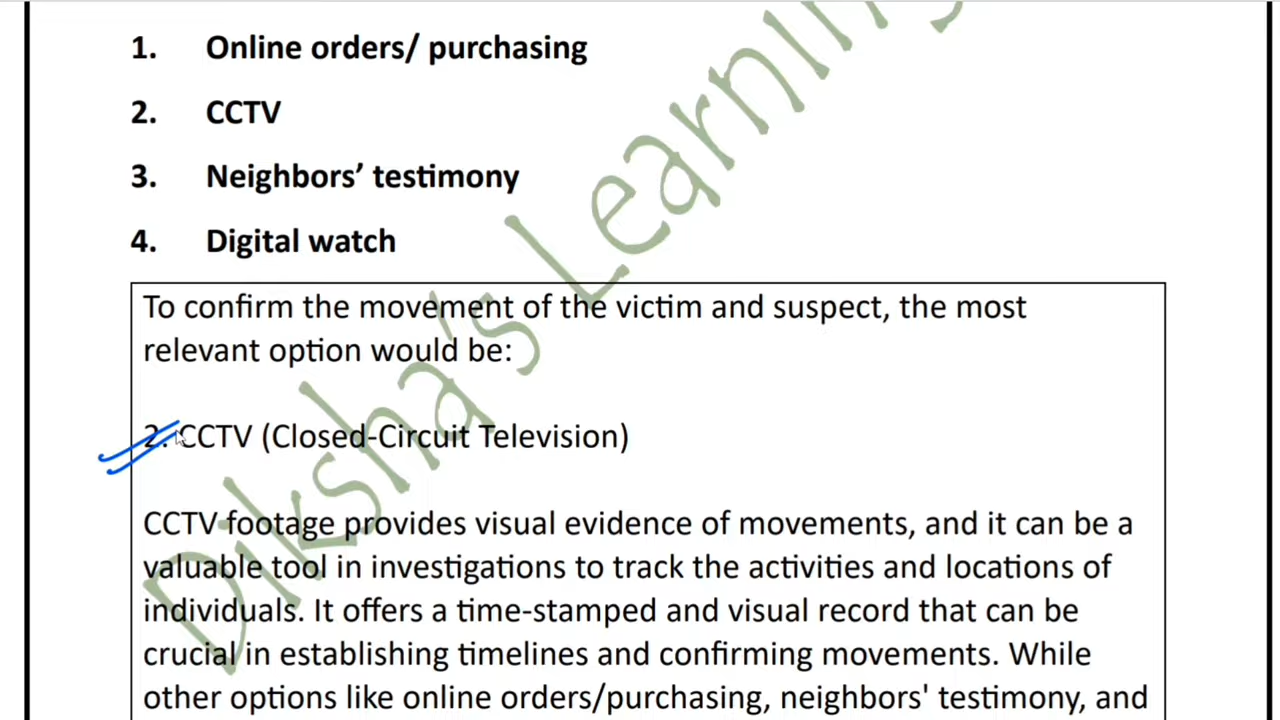 1. Online orders/ purchasing
2. CCTV
3. Neighbors’ testimony
4. Digital watch
To confirm the movement of the victim and suspect, the most
relevant option would be:
2. CCTV (Closed-Circuit Television)
CCTV footage provides visual evidence of movements, and it can be a
valuable tool in investigations to track the activities and locations of
individuals. It offers a time-stamped and visual record that can be
crucial in establishing timelines and confirming movements. While
other options like online orders/purchasing, neighbors' testimony, and
Diksha's Learning